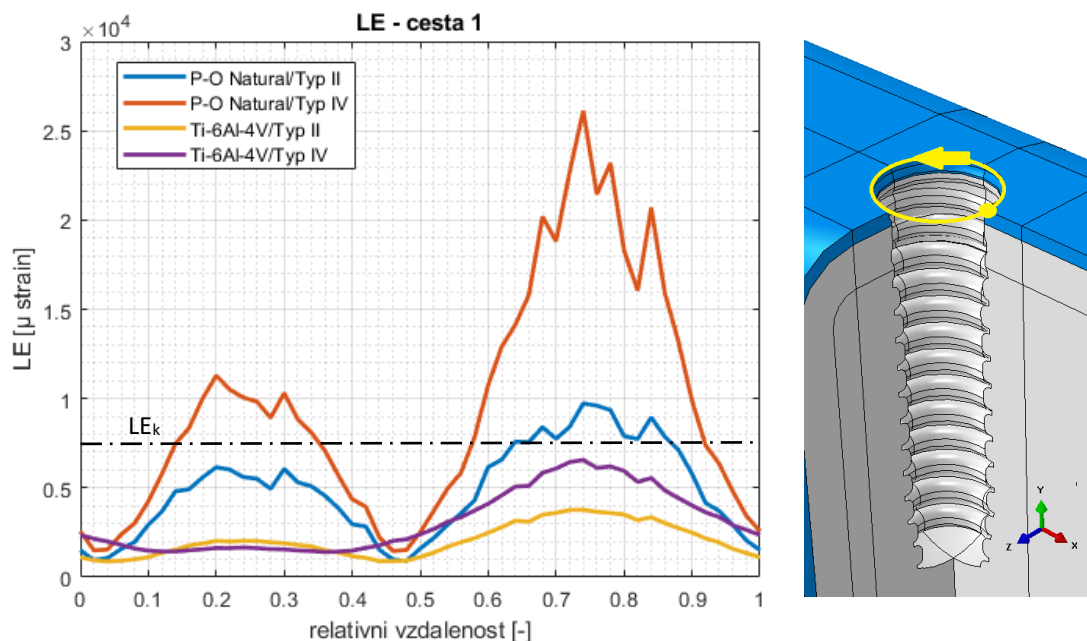 LE - cesta 1
×10⁴
3
2.5
2
1.5
1
0.5
0
LE [μ strain]
P-O Natural/Typ II
P-O Natural/Typ IV
Ti-6Al-4V/Typ II
Ti-6Al-4V/Typ IV
LEₖ
0 0.1 0.2 0.3 0.4 0.5 0.6 0.7 0.8 0.9 1
relativni vzdalenost [-]
Y
Z
X